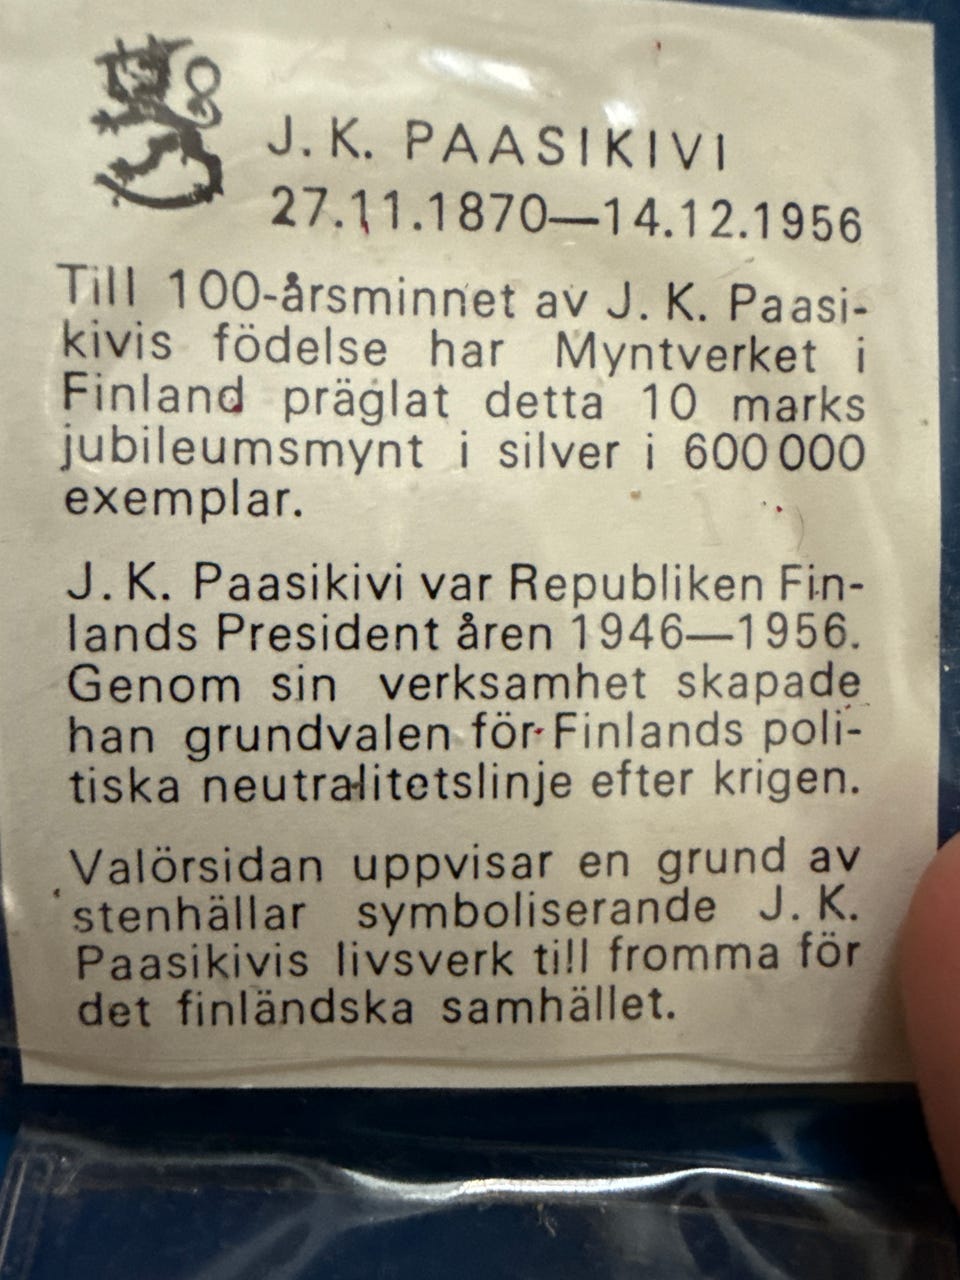 J. K. PAASIKIVI
27.11.1870—14.12.1956
Till 100-årsminnet av J. K. Paasi-
kivis födelse har Myntverket i
Finland präglat detta 10 marks
jubileumsmynt i silver i 600 000
exemplar.
J. K. Paasikivi var Republiken Fin-
lands President åren 1946—1956.
Genom sin verksamhet skapade
han grundvalen för Finlands poli-
tiska neutralitetslinje efter krigen.
Valörsidan uppvisar en grund av
stenhällar symboliserande J. K.
Paasikivis livsverk till fromma för
det finländska samhället.